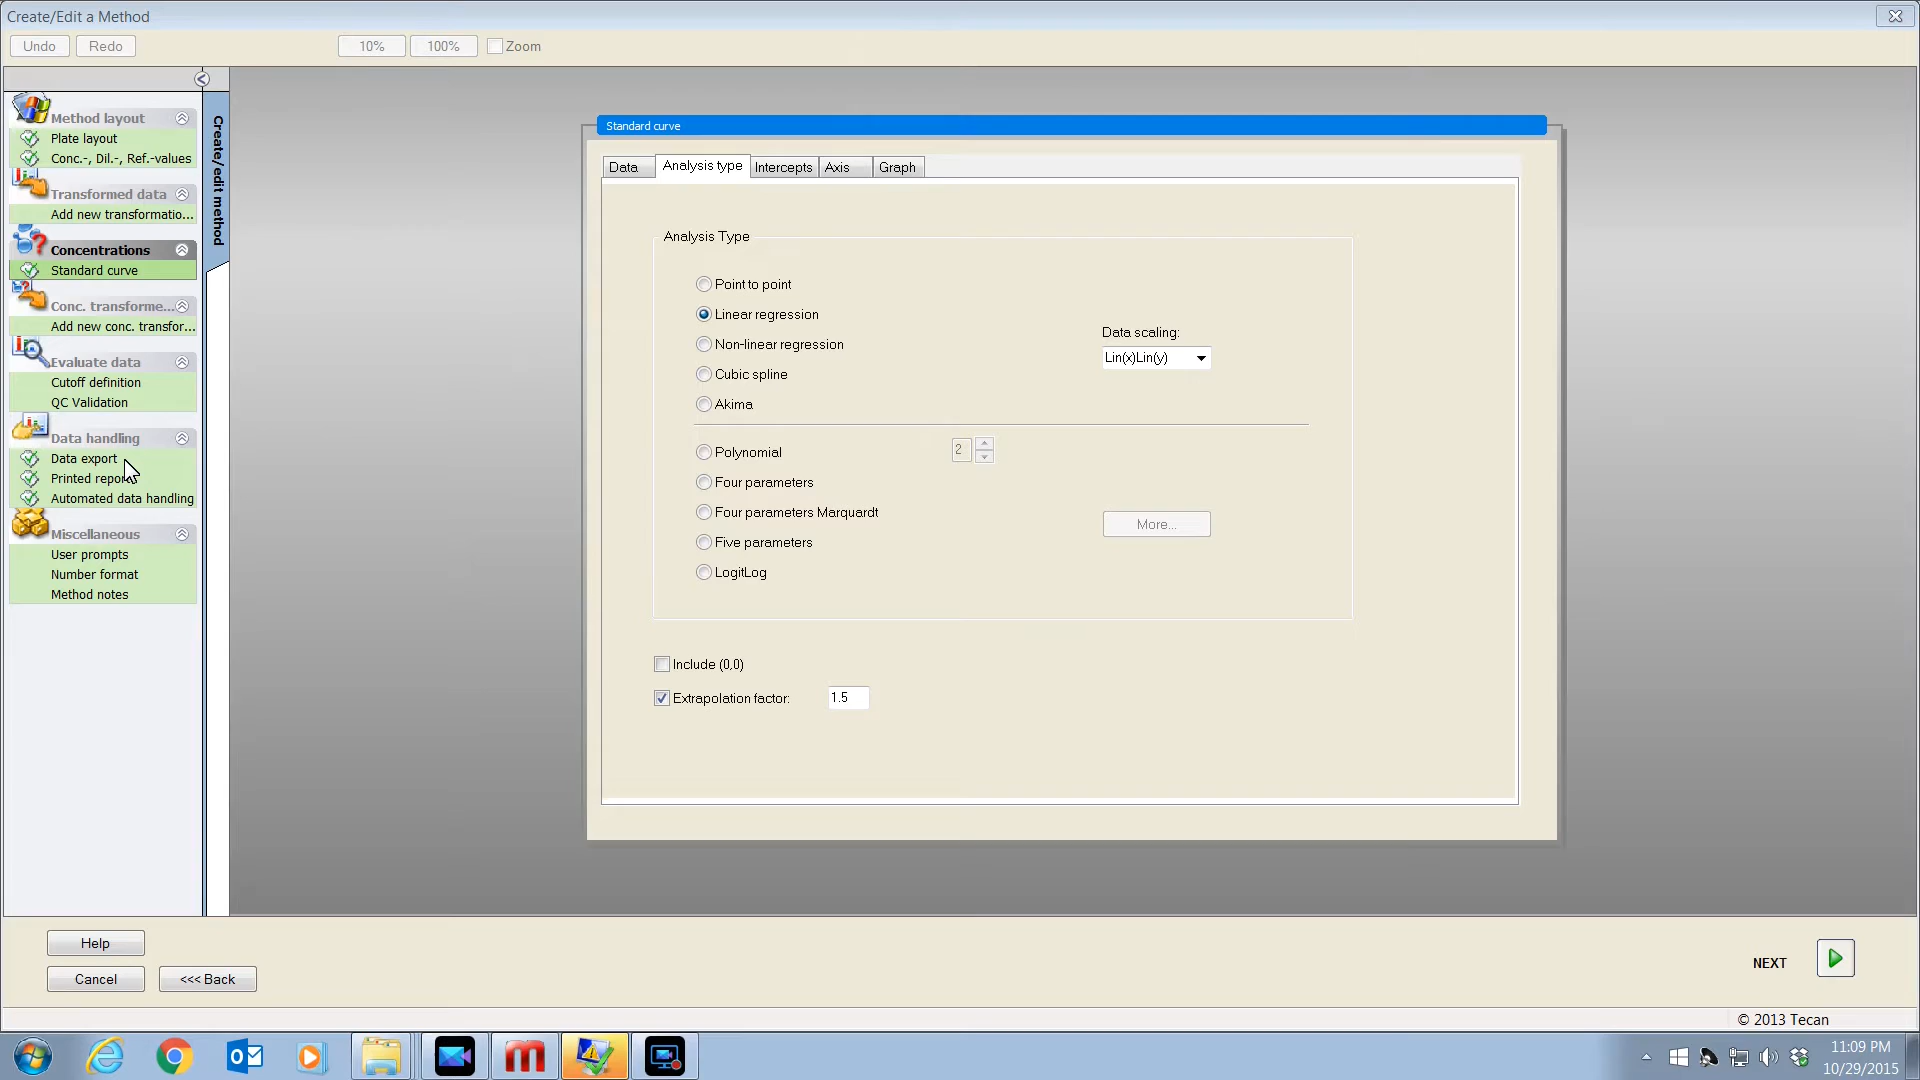 Create/Edit a Method
Undo
Redo
10%
100%
Zoom
Create/edit method
Method layout
Plate layout
Conc.-, Dil.-, Ref.-values
Transformed data
Add new transformatio...
Concentrations
Standard curve
Conc. transforme...
Add new conc. transfor...
Evaluate data
Cutoff definition
QC Validation
Data handling
Data export
Printed report
Automated data handling
Miscellaneous
User prompts
Number format
Method notes
Standard curve
Data
Analysis type
Intercepts
Axis
Graph
Analysis Type
Point to point
Linear regression
Non-linear regression
Cubic spline
Akima
Data scaling:
Lin(x)Lin(y)
Polynomial
2
Four parameters
Four parameters Marquardt
Five parameters
LogitLog
More...
Include (0,0)
Extrapolation factor:
1.5
Help
Cancel
<<< Back
NEXT
© 2013 Tecan
11:09 PM
10/29/2015